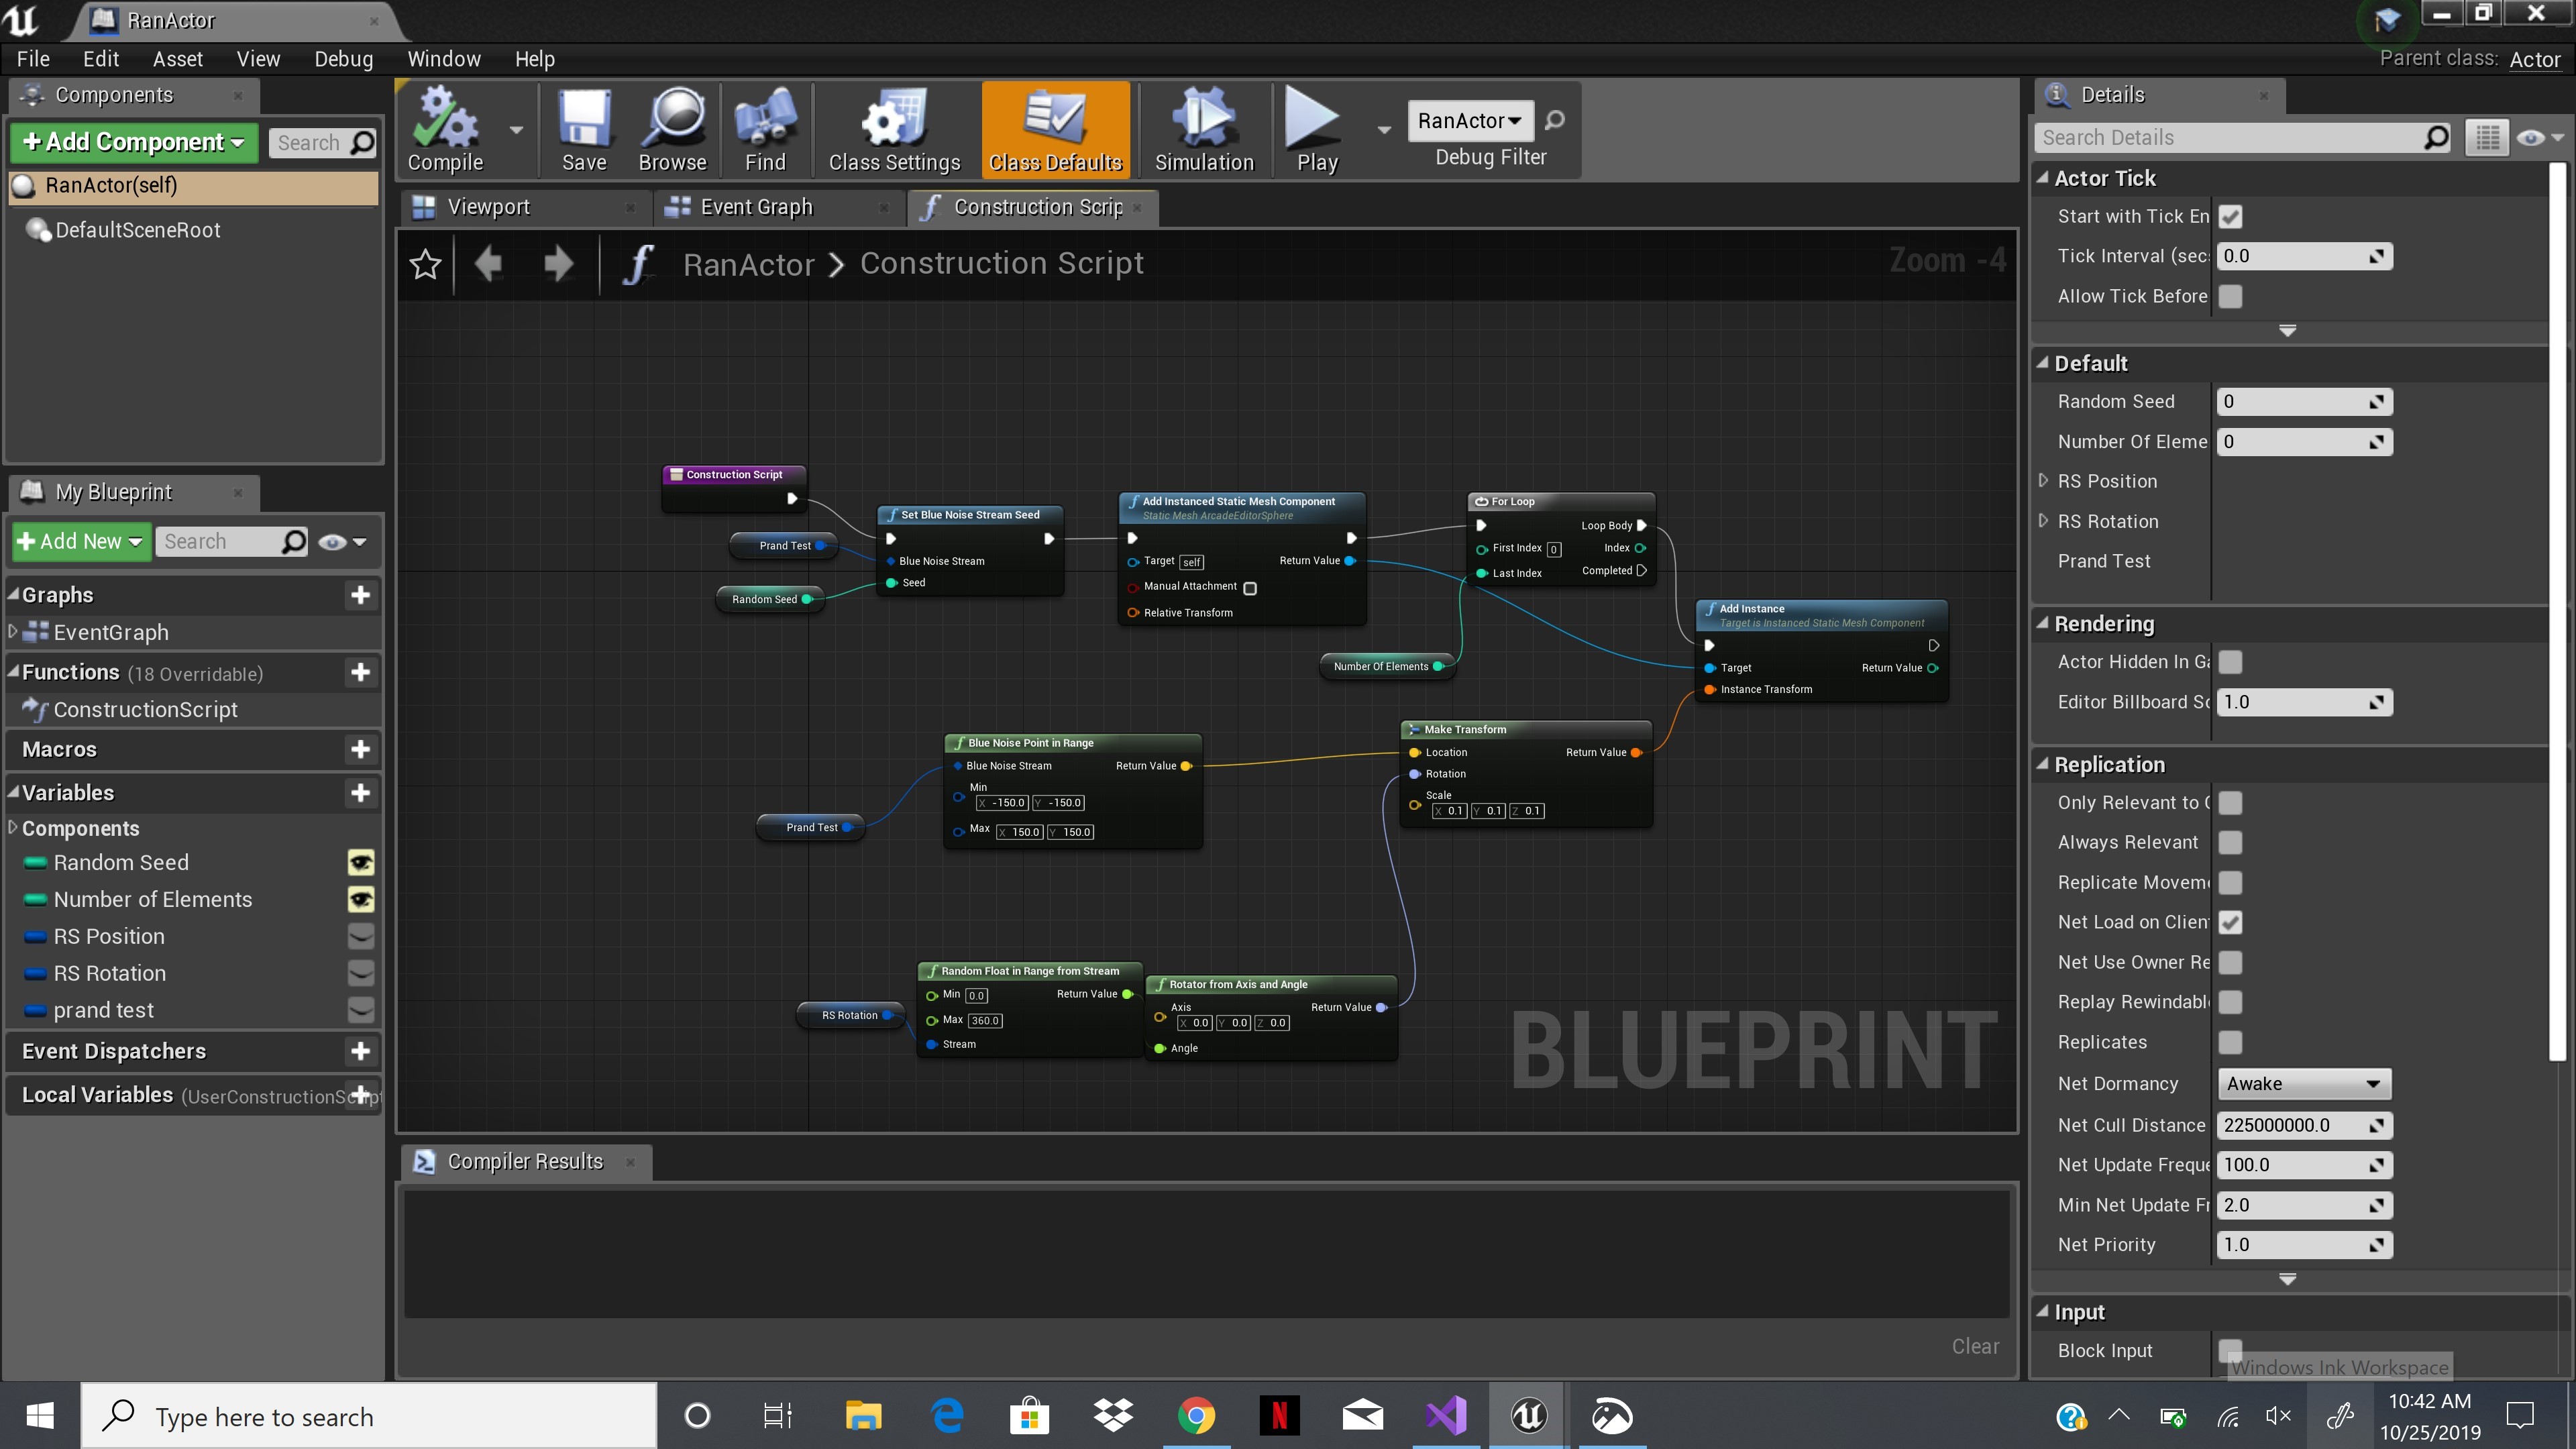 RanActor
File Edit Asset View Debug Window Help
Parent class: Actor
Components
+Add Component
Search
RanActor(self)
DefaultSceneRoot
My Blueprint
+ Add New
Search
Graphs
EventGraph
Functions (18 Overridable)
ConstructionScript
Macros
Variables
Components
Random Seed
Number of Elements
RS Position
RS Rotation
prand test
Event Dispatchers
Local Variables (UserConstructionScript
Compile
Save
Browse
Find
Class Settings
Class Defaults
Simulation
Play
RanActor
Debug Filter
Viewport
Event Graph
Construction Scrip
RanActor > Construction Script
Zoom -4
Construction Script
Prand Test
Random Seed
Set Blue Noise Stream Seed
Blue Noise Stream
Seed
Add Instanced Static Mesh Component
Static Mesh ArcadeEditorSphere
Target self
Return Value
Manual Attachment
Relative Transform
For Loop
Loop Body
First Index 0
Index
Last Index
Completed
Number Of Elements
Add Instance
Target is Instanced Static Mesh Component
Target
Return Value
Instance Transform
Prand Test
Blue Noise Point in Range
Blue Noise Stream
Return Value
Min
X -150.0 Y -150.0
Max X 150.0 Y 150.0
Make Transform
Location
Return Value
Rotation
Scale
X 0.1 Y 0.1 Z 0.1
RS Rotation
Random Float in Range from Stream
Min 0.0
Return Value
Max 360.0
Stream
Rotator from Axis and Angle
Axis
Return Value
X 0.0 Y 0.0 Z 0.0
Angle
BLUEPRINT
Compiler Results
Clear
Details
Search Details
Actor Tick
Start with Tick En
Tick Interval (sec
0.0
Allow Tick Before
Default
Random Seed
0
Number Of Eleme
0
RS Position
RS Rotation
Prand Test
Rendering
Actor Hidden In Ga
Editor Billboard Sc
1.0
Replication
Only Relevant to O
Always Relevant
Replicate Moveme
Net Load on Clien
Net Use Owner Re
Replay Rewindabl
Replicates
Net Dormancy
Awake
Net Cull Distance
225000000.0
Net Update Freque
100.0
Min Net Update Fr
2.0
Net Priority
1.0
Input
Block Input
Windows Ink Workspace
Type here to search
10:42 AM
10/25/2019